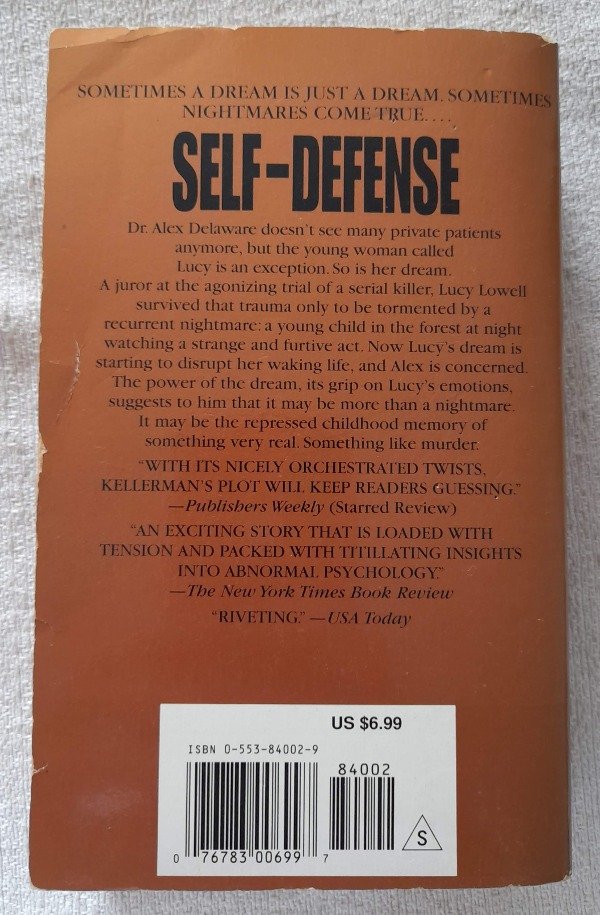 SOMETIMES A DREAM IS JUST A DREAM. SOMETIMES
NIGHTMARES COME TRUE. . . .
SELF-DEFENSE
Dr. Alex Delaware doesn't see many private patients
anymore, but the young woman called
Lucy is an exception. So is her dream.
A juror at the agonizing trial of a serial killer, Lucy Lowell
survived that trauma only to be tormented by a
recurrent nightmare: a young child in the forest at night
watching a strange and furtive act. Now Lucy's dream is
starting to disrupt her waking life, and Alex is concerned.
The power of the dream, its grip on Lucy's emotions,
suggests to him that it may be more than a nightmare.
It may be the repressed childhood memory of
something very real. Something like murder.
"WITH ITS NICELY ORCHESTRATED TWISTS,
KELLERMAN'S PLOT WILL KEEP READERS GUESSING."
—Publishers Weekly (Starred Review)
"AN EXCITING STORY THAT IS LOADED WITH
TENSION AND PACKED WITH TITILLATING INSIGHTS
INTO ABNORMAL PSYCHOLOGY."
—The New York Times Book Review
"RIVETING." —USA Today
US $6.99
ISBN 0-553-84002-9
84002
S
0 76783 00699 7